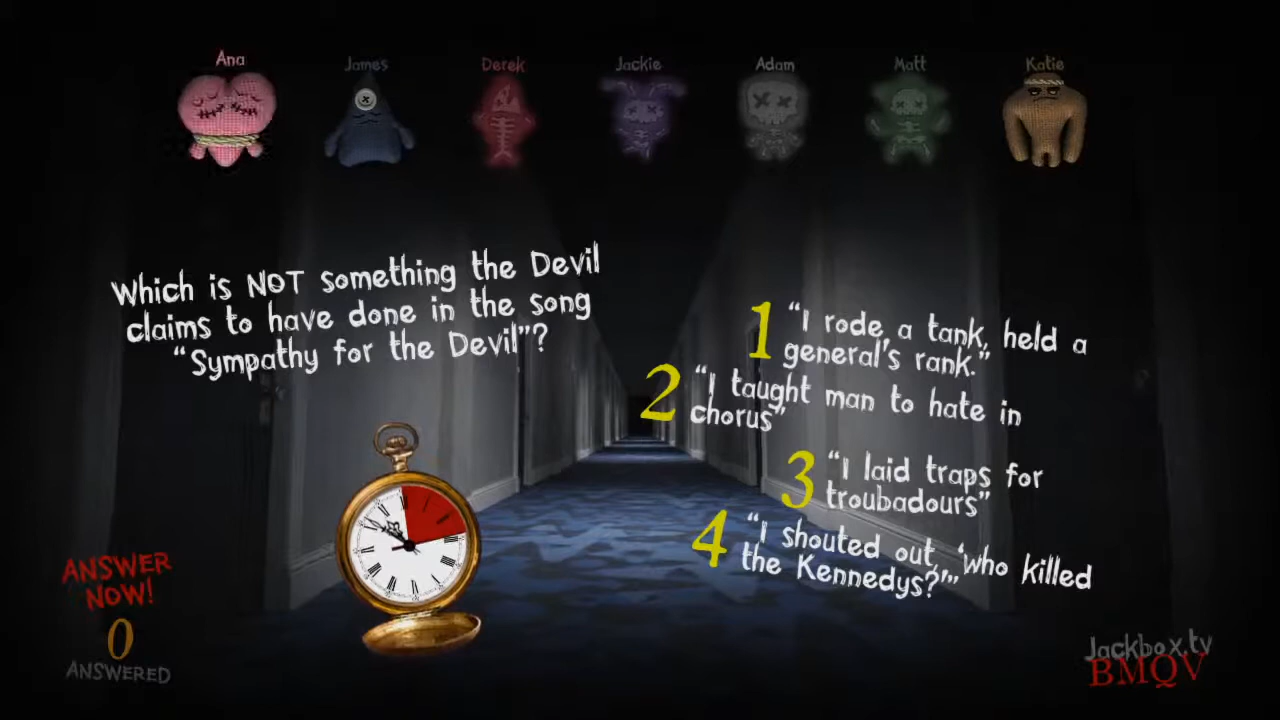 Ana
James
Derek
Jackie
Adam
Matt
Katie
Which is NOT something the Devil
claims to have done in the song
"Sympathy for the Devil"?
1 "I rode a tank, held a
general's rank."
2 "I taught man to hate in
chorus"
3 "I laid traps for
troubadours"
4 "I shouted out, 'who killed
the Kennedys?'"
ANSWER
NOW!
0
ANSWERED
Jackbox.tv
BMQV